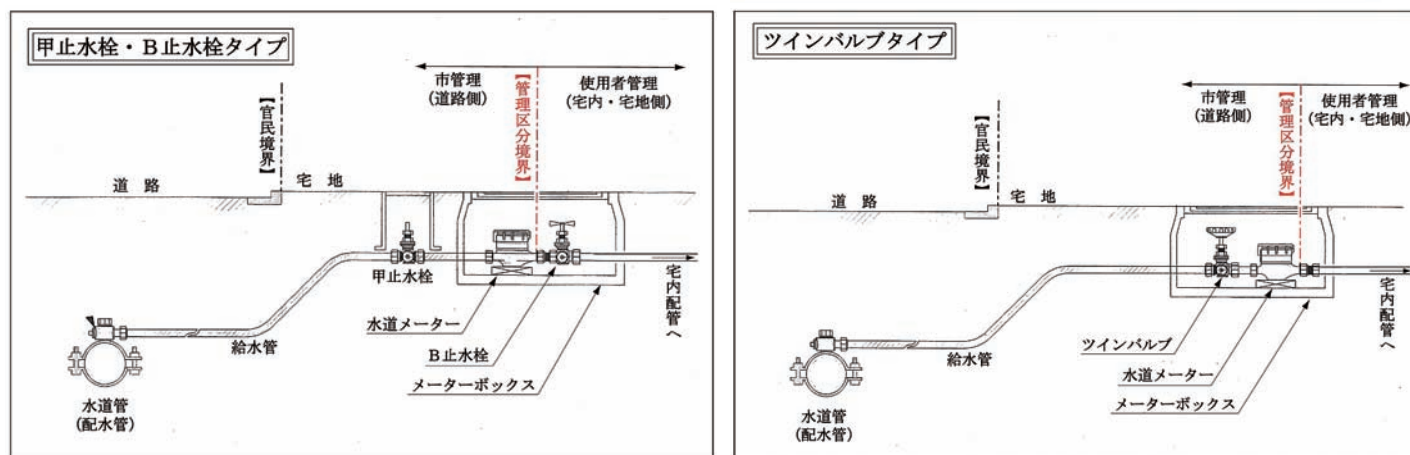 甲止水栓・B止水栓タイプ
市管理
(道路側)
【管理区分境界】
使用者管理
(宅内・宅地側)
【官民境界】
道路
宅地
甲止水栓
水道メーター
給水管
B止水栓
メーターボックス
宅内配管へ
水道管
(配水管)
ツインバルブタイプ
市管理
(道路側)
【管理区分境界】
使用者管理
(宅内・宅地側)
【官民境界】
道路
宅地
ツインバルブ
給水管
水道メーター
メーターボックス
宅内配管へ
水道管
(配水管)